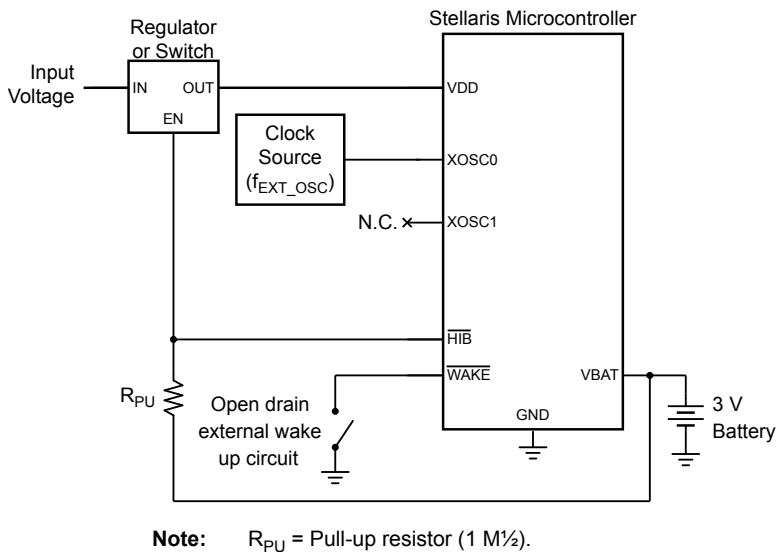 Stellaris Microcontroller
Regulator
or Switch
Input
Voltage
IN
OUT
EN
VDD
Clock
Source
(fEXT_OSC)
XOSC0
N.C.
XOSC1
HIB
WAKE
VBAT
RPU
Open drain
external wake
up circuit
GND
3 V
Battery
Note: RPU = Pull-up resistor (1 M½).